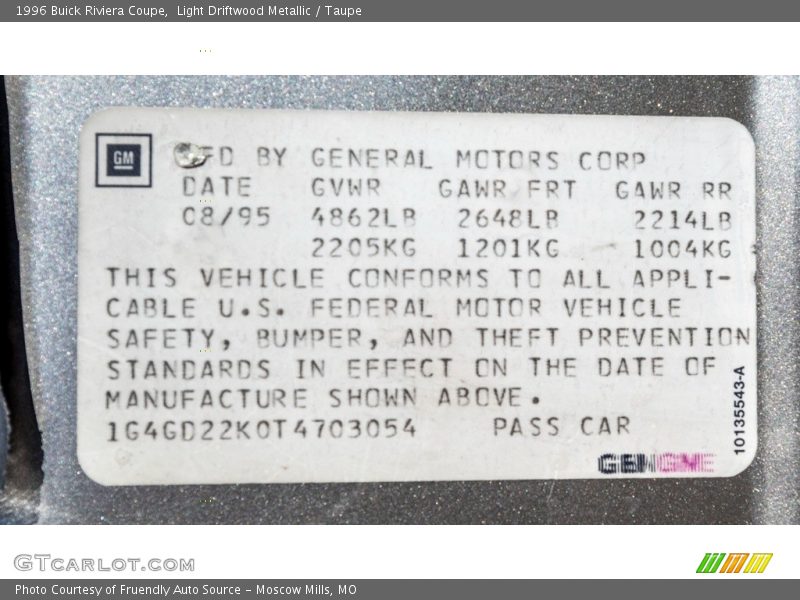 1996 Buick Riviera Coupe, Light Driftwood Metallic / Taupe
GM
FD BY GENERAL MOTORS CORP
DATE GVWR GAWR FRT GAWR RR
08/95 4862LB 2648LB 2214LB
2205KG 1201KG 1004KG
THIS VEHICLE CONFORMS TO ALL APPLI-
CABLE U.S. FEDERAL MOTOR VEHICLE
SAFETY, BUMPER, AND THEFT PREVENTION
STANDARDS IN EFFECT ON THE DATE OF
MANUFACTURE SHOWN ABOVE.
1G4GD22K0T4703054 PASS CAR
10135543-A
GTCARLOT.COM
Photo Courtesy of Fruendly Auto Source - Moscow Mills, MO